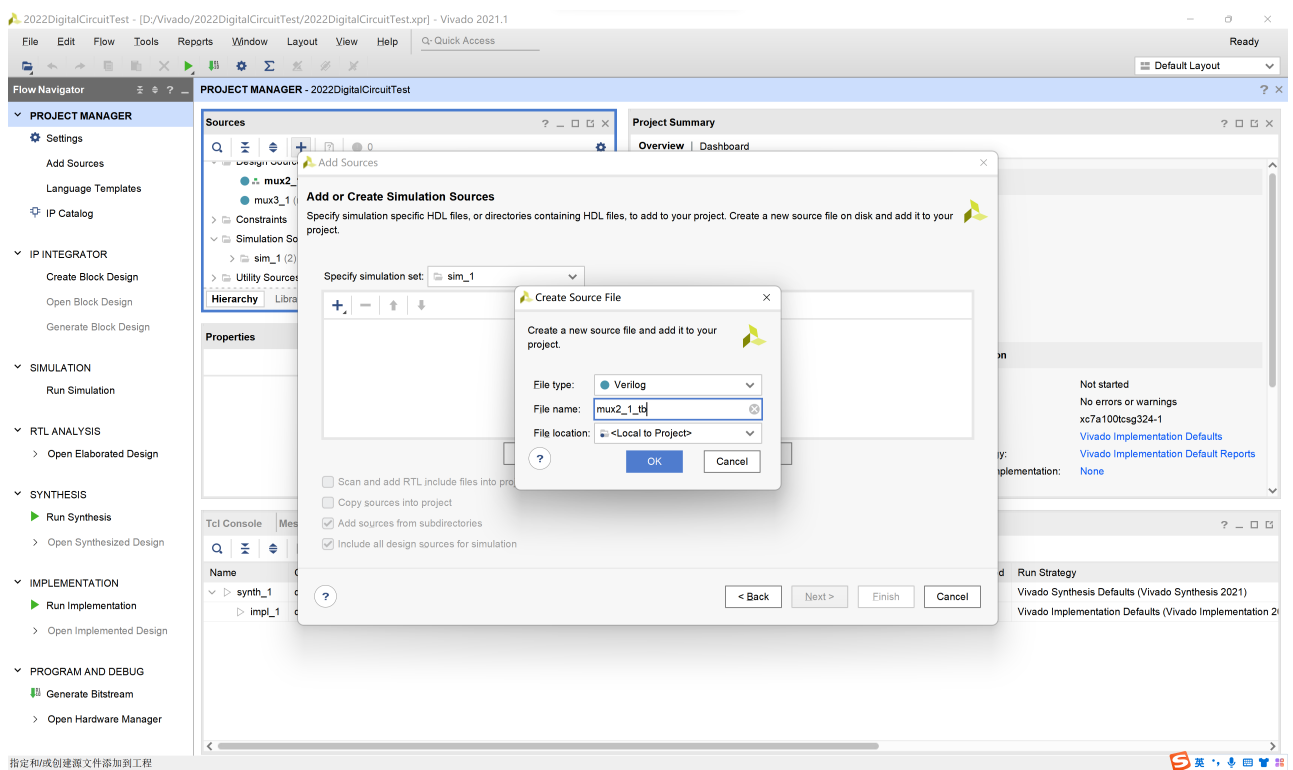 2022DigitalCircuitTest - [D:/Vivado/2022DigitalCircuitTest/2022DigitalCircuitTest.xpr] - Vivado 2021.1
File Edit Flow Tools Reports Window Layout View Help Q- Quick Access Ready
Default Layout
Flow Navigator
PROJECT MANAGER - 2022DigitalCircuitTest
PROJECT MANAGER
Settings
Add Sources
Language Templates
IP Catalog
IP INTEGRATOR
Create Block Design
Open Block Design
Generate Block Design
SIMULATION
Run Simulation
RTL ANALYSIS
Open Elaborated Design
SYNTHESIS
Run Synthesis
Open Synthesized Design
IMPLEMENTATION
Run Implementation
Open Implemented Design
PROGRAM AND DEBUG
Generate Bitstream
Open Hardware Manager
Sources
0
mux2_
mux3_1 (
Constraints
Simulation So
sim_1 (2)
Utility Sources
Hierarchy Libra
Properties
Project Summary
Overview | Dashboard
Not started
No errors or warnings
xc7a100tcsg324-1
Vivado Implementation Defaults
Vivado Implementation Default Reports
None
Add Sources
Add or Create Simulation Sources
Specify simulation specific HDL files, or directories containing HDL files, to add to your project. Create a new source file on disk and add it to your
project.
Specify simulation set: sim_1
Scan and add RTL include files into pro
Copy sources into project
Add sources from subdirectories
Include all design sources for simulation
< Back Next > Finish Cancel
Create Source File
Create a new source file and add it to your
project.
File type: Verilog
File name: mux2_1_tb
File location: <Local to Project>
OK Cancel
Tcl Console Mes
Name
synth_1
impl_1
Run Strategy
Vivado Synthesis Defaults (Vivado Synthesis 2021)
Vivado Implementation Defaults (Vivado Implementation 20
指定和/或创建源文件添加到工程
英